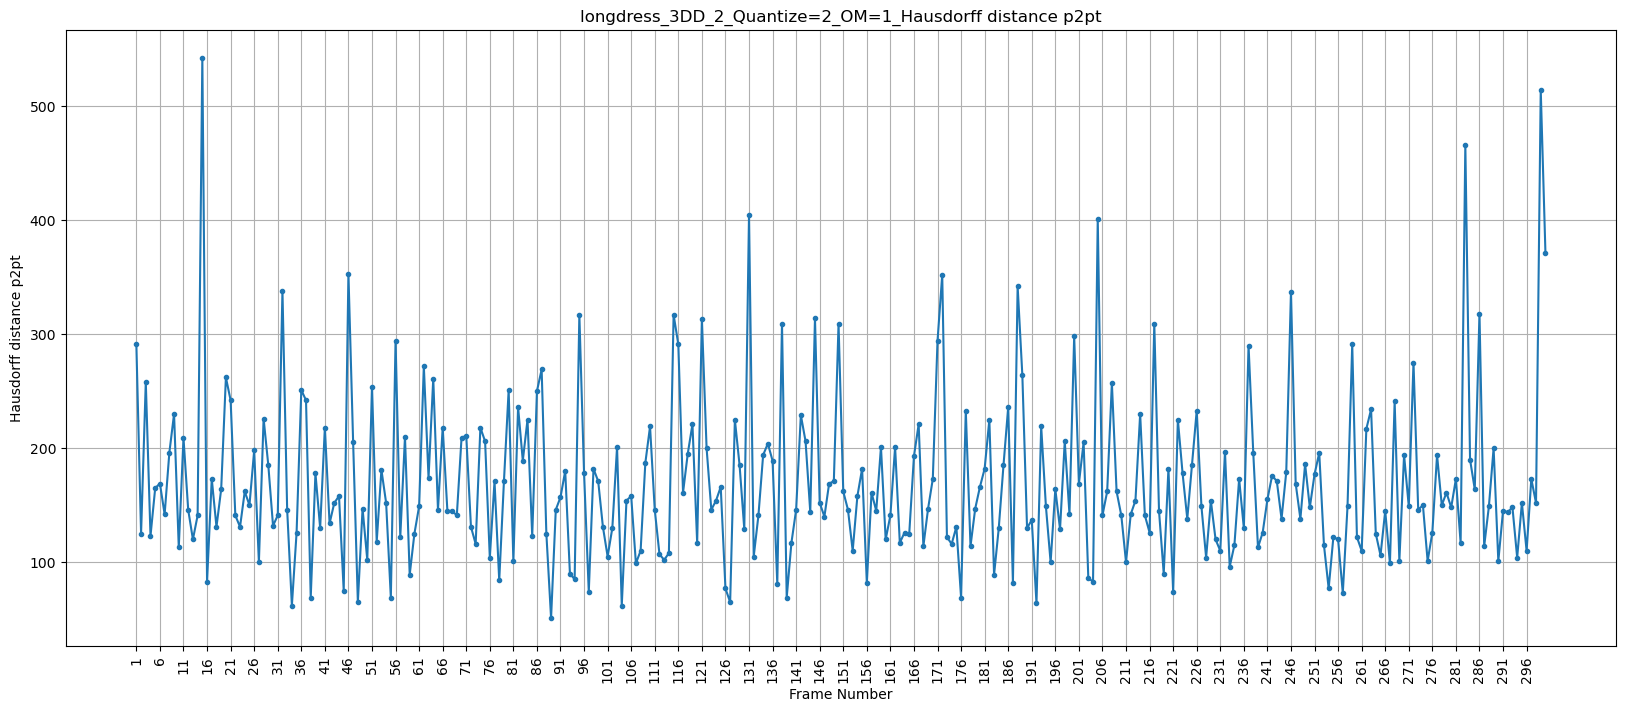 longdress_3DD_2_Quantize=2_OM=1_Hausdorff distance p2pt
Hausdorff distance p2pt
500
400
300
200
100
1 6 11 16 21 26 31 36 41 46 51 56 61 66 71 76 81 86 91 96 101 106 111 116 121 126 131 136 141 146 151 156 161 166 171 176 181 186 191 196 201 206 211 216 221 226 231 236 241 246 251 256 261 266 271 276 281 286 291 296
Frame Number